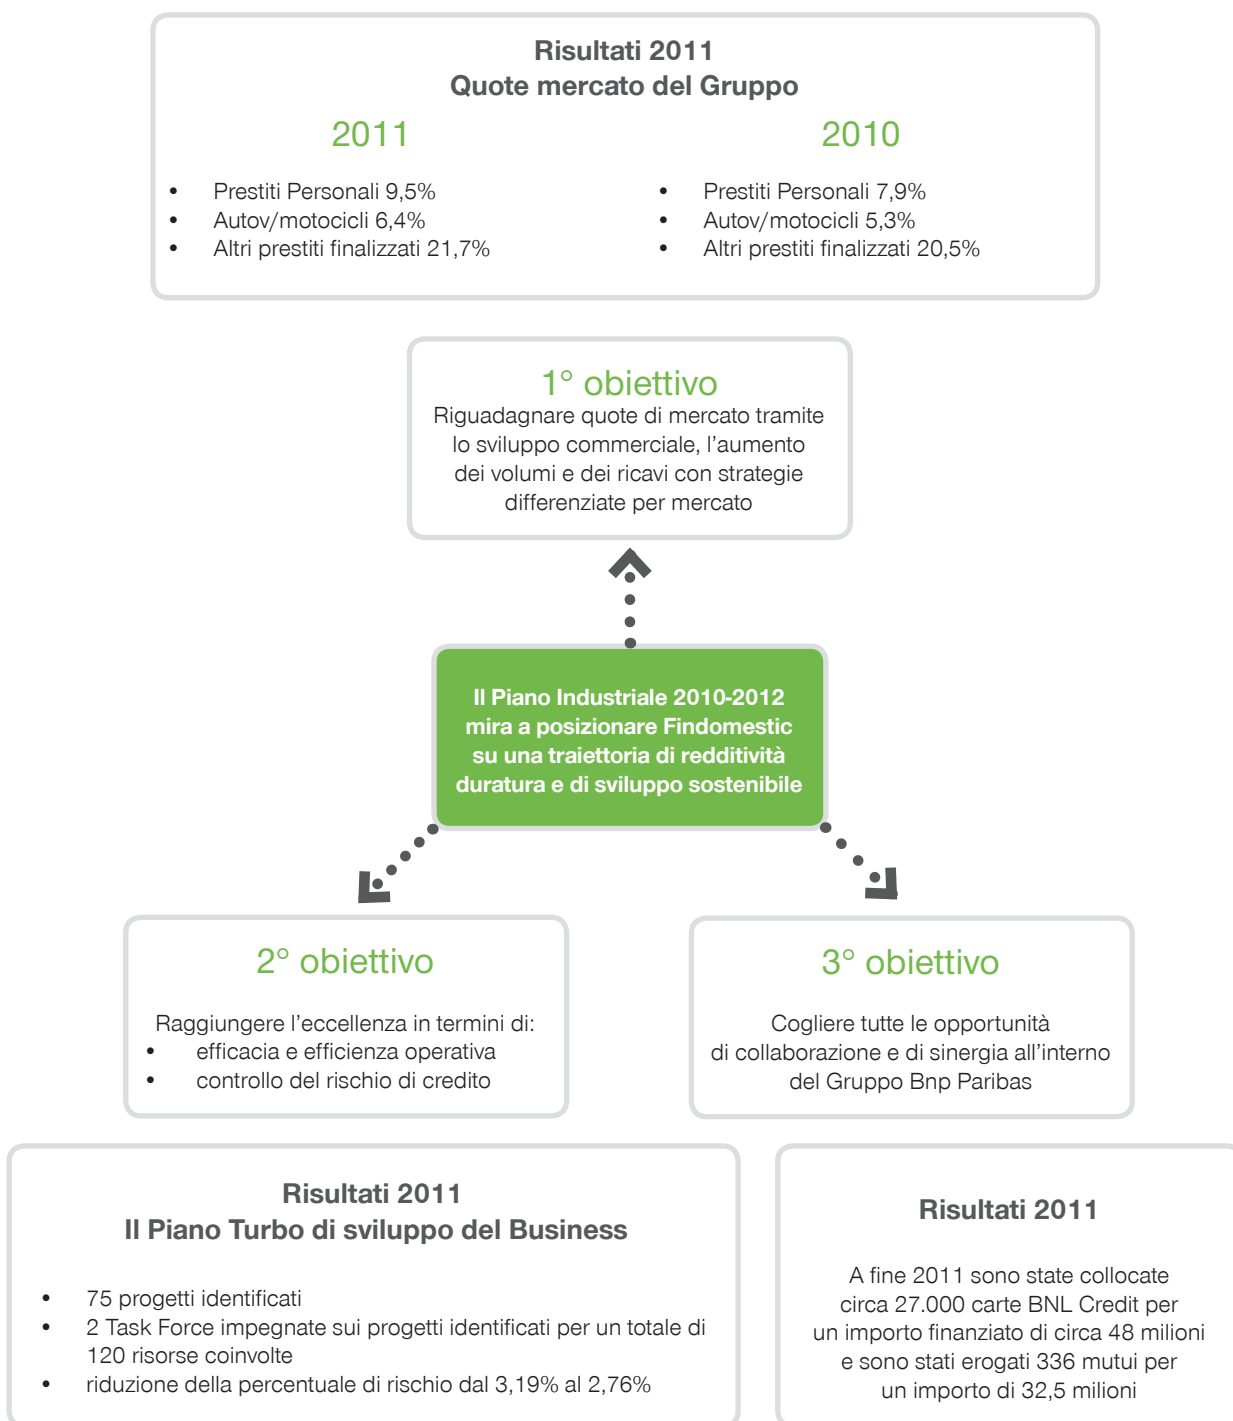 Risultati 2011
Quote mercato del Gruppo
2011
• Prestiti Personali 9,5%
• Autov/motocicli 6,4%
• Altri prestiti finalizzati 21,7%
2010
• Prestiti Personali 7,9%
• Autov/motocicli 5,3%
• Altri prestiti finalizzati 20,5%
1° obiettivo
Riguadagnare quote di mercato tramite
lo sviluppo commerciale, l’aumento
dei volumi e dei ricavi con strategie
differenziate per mercato
Il Piano Industriale 2010-2012
mira a posizionare Findomestic
su una traiettoria di redditività
duratura e di sviluppo sostenibile
2° obiettivo
Raggiungere l’eccellenza in termini di:
• efficacia e efficienza operativa
• controllo del rischio di credito
3° obiettivo
Cogliere tutte le opportunità
di collaborazione e di sinergia all’interno
del Gruppo Bnp Paribas
Risultati 2011
Il Piano Turbo di sviluppo del Business
• 75 progetti identificati
• 2 Task Force impegnate sui progetti identificati per un totale di
120 risorse coinvolte
• riduzione della percentuale di rischio dal 3,19% al 2,76%
Risultati 2011
A fine 2011 sono state collocate
circa 27.000 carte BNL Credit per
un importo finanziato di circa 48 milioni
e sono stati erogati 336 mutui per
un importo di 32,5 milioni